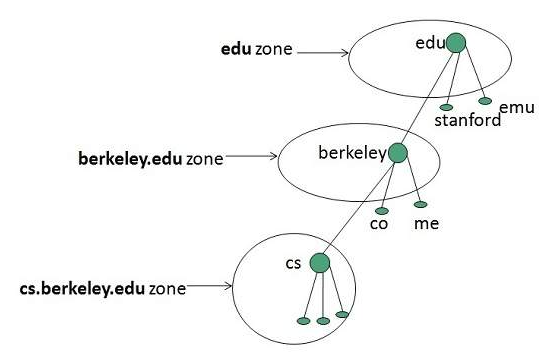 edu
edu zone
emu
stanford
berkeley
berkeley.edu zone
co me
cs
cs.berkeley.edu zone